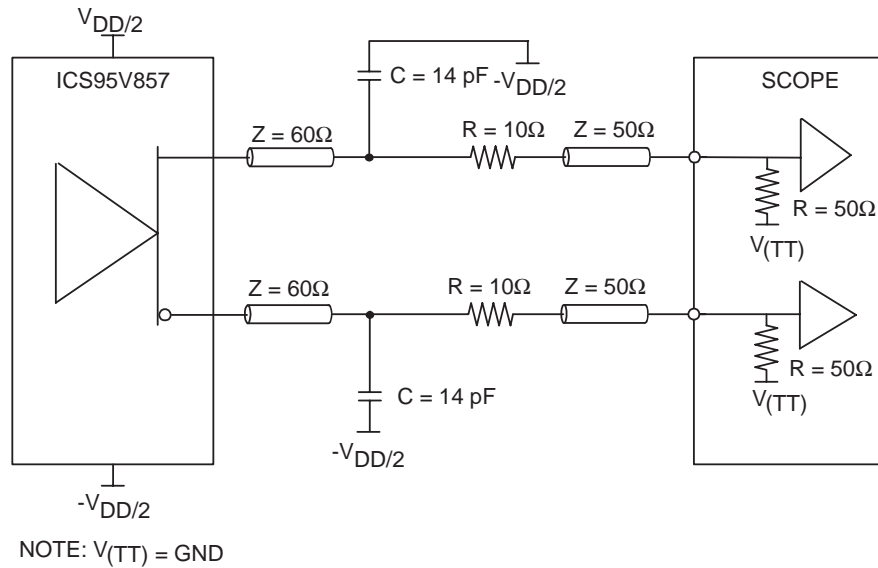 VDD/2
ICS95V857
C = 14 pF
-VDD/2
SCOPE
Z = 60Ω
R = 10Ω
Z = 50Ω
R = 50Ω
V(TT)
Z = 60Ω
R = 10Ω
Z = 50Ω
R = 50Ω
V(TT)
C = 14 pF
-VDD/2
-VDD/2
NOTE: V(TT) = GND